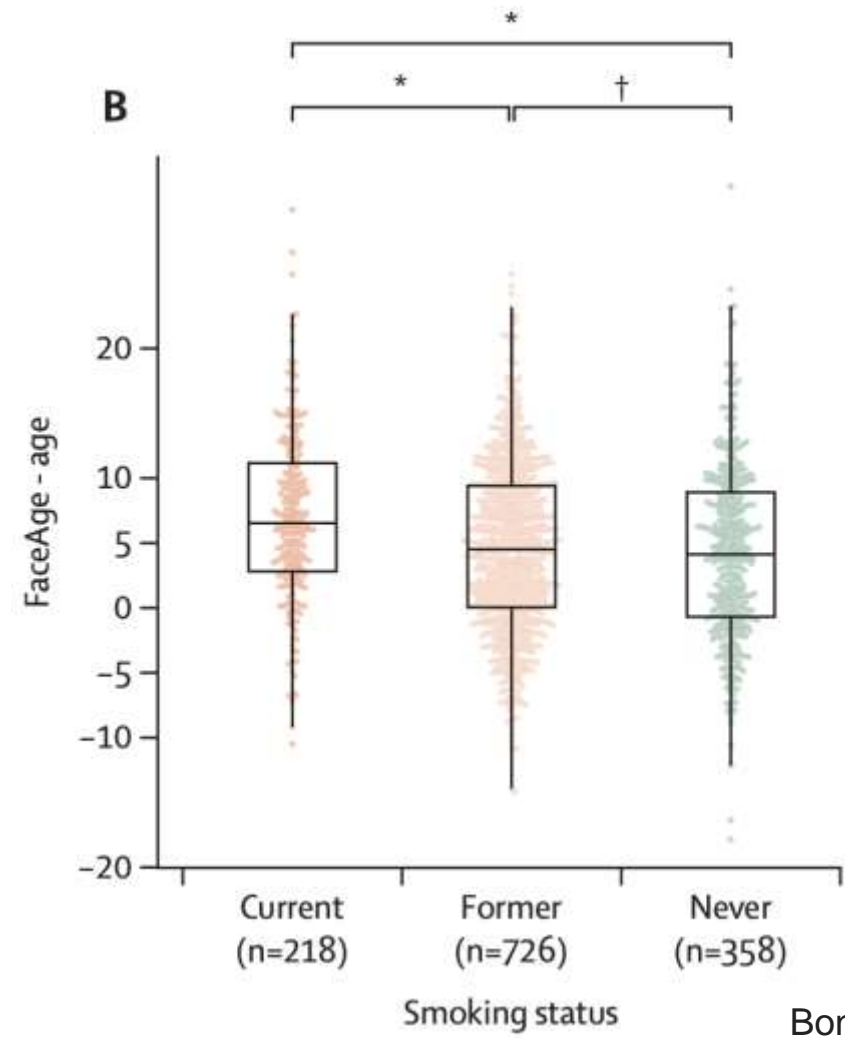 *
* †
B
20
10
5
0
−5
−10
−20
FaceAge - age
Current Former Never
(n=218) (n=726) (n=358)
Smoking status
Bor